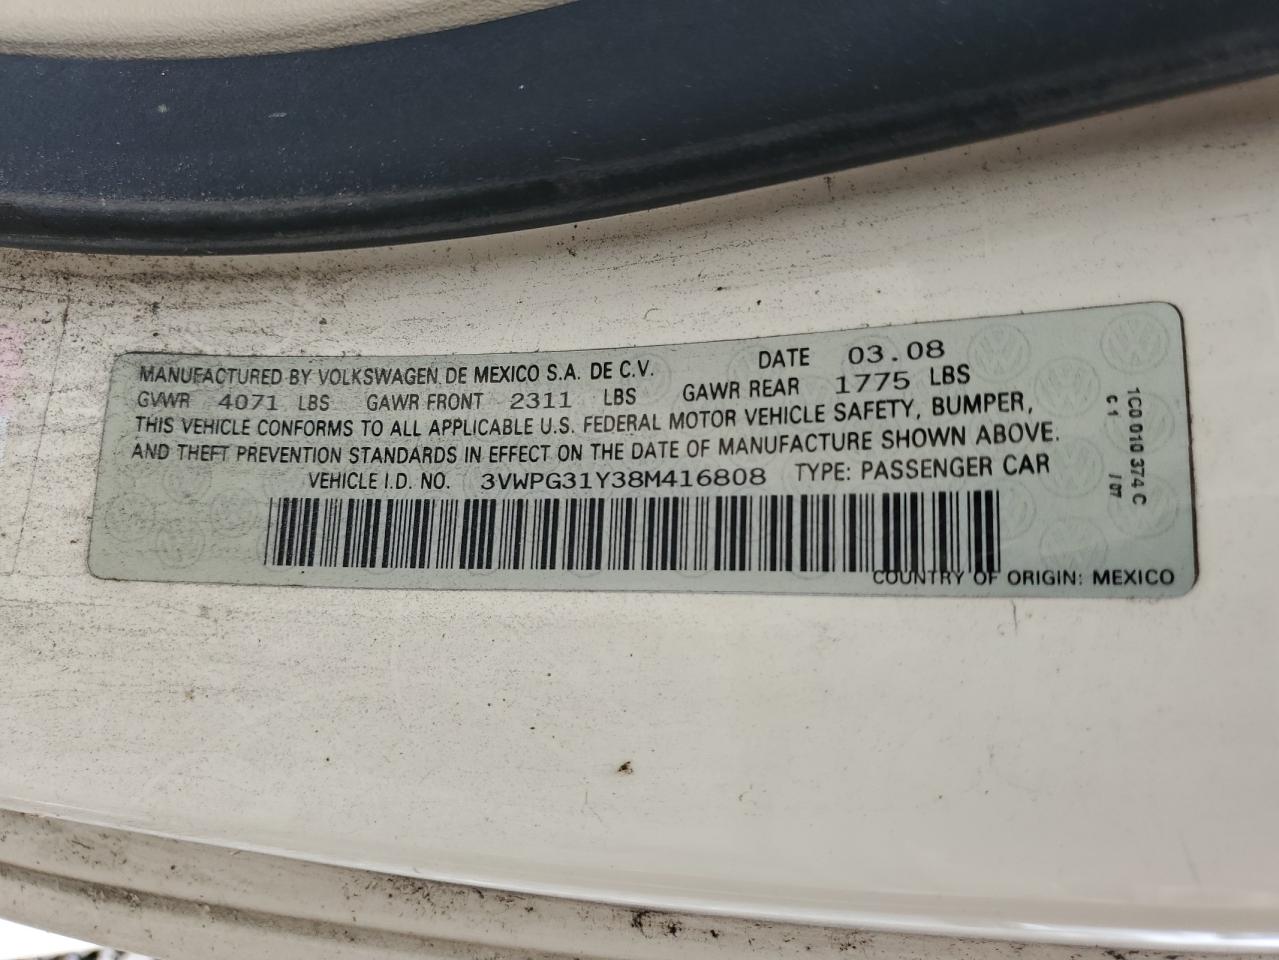 MANUFACTURED BY VOLKSWAGEN DE MEXICO S.A. DE C.V. DATE 03.08
GVWR 4071 LBS GAWR FRONT 2311 LBS GAWR REAR 1775 LBS
THIS VEHICLE CONFORMS TO ALL APPLICABLE U.S. FEDERAL MOTOR VEHICLE SAFETY, BUMPER,
AND THEFT PREVENTION STANDARDS IN EFFECT ON THE DATE OF MANUFACTURE SHOWN ABOVE.
VEHICLE I.D. NO. 3VWPG31Y38M416808 TYPE: PASSENGER CAR
COUNTRY OF ORIGIN: MEXICO
1C0 010 374 C
C1 / 07